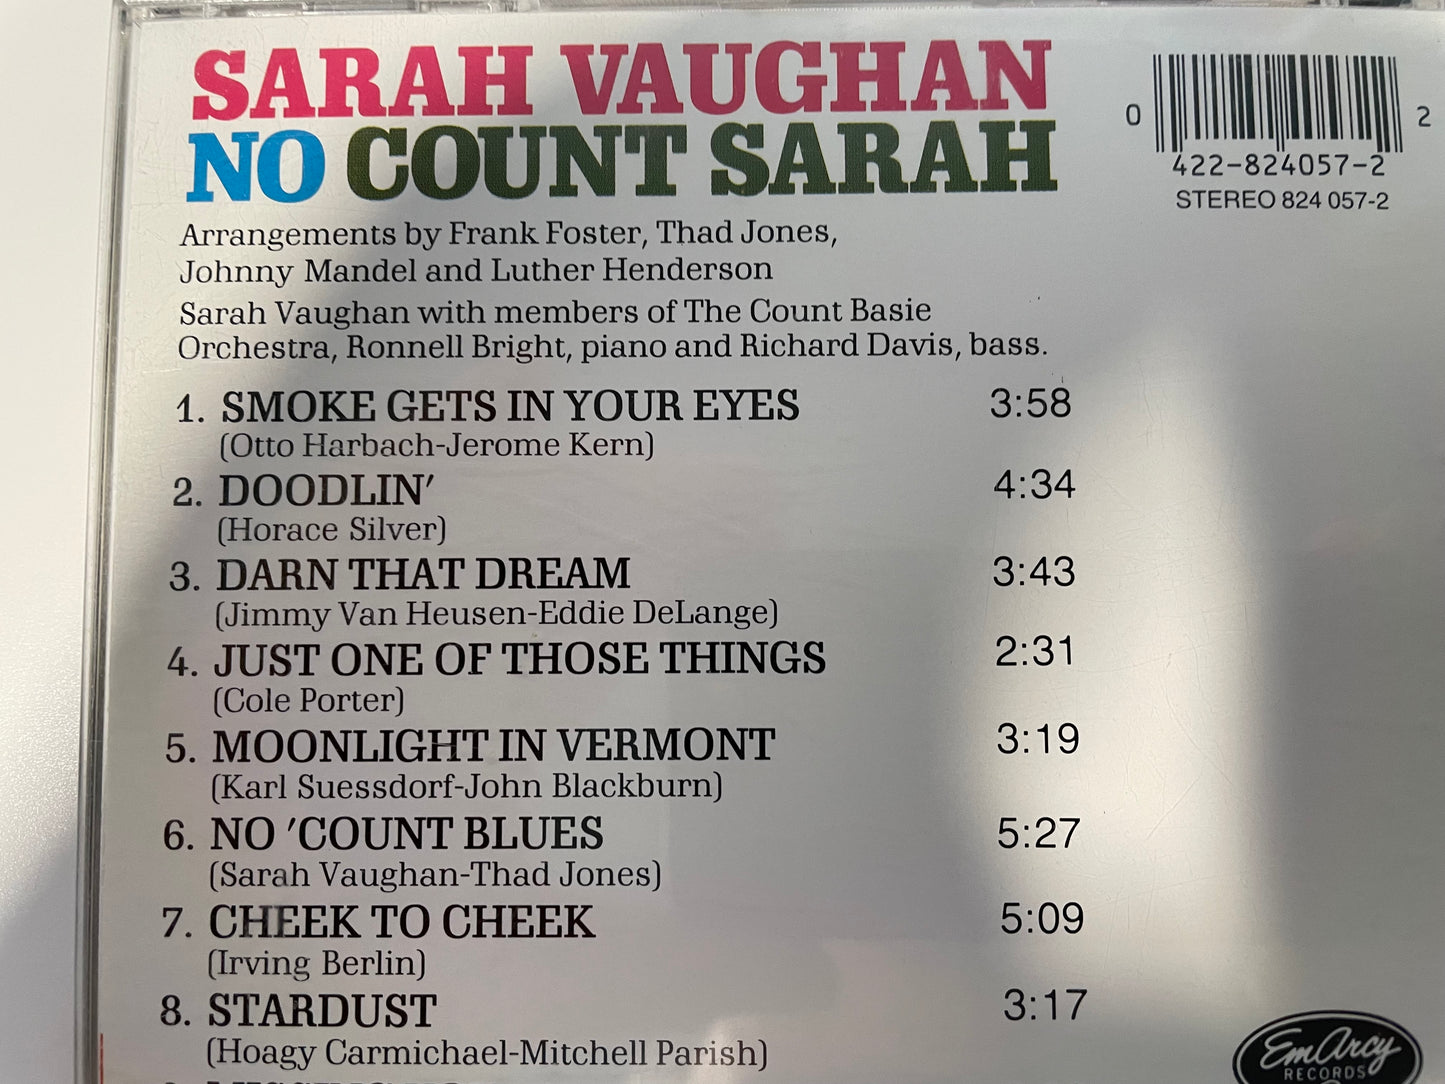 SARAH VAUGHAN
NO COUNT SARAH
0 2
422-824057-2
STEREO 824 057-2
Arrangements by Frank Foster, Thad Jones,
Johnny Mandel and Luther Henderson
Sarah Vaughan with members of The Count Basie
Orchestra, Ronnell Bright, piano and Richard Davis, bass.
1. SMOKE GETS IN YOUR EYES 3:58
(Otto Harbach-Jerome Kern)
2. DOODLIN' 4:34
(Horace Silver)
3. DARN THAT DREAM 3:43
(Jimmy Van Heusen-Eddie DeLange)
4. JUST ONE OF THOSE THINGS 2:31
(Cole Porter)
5. MOONLIGHT IN VERMONT 3:19
(Karl Suessdorf-John Blackburn)
6. NO 'COUNT BLUES 5:27
(Sarah Vaughan-Thad Jones)
7. CHEEK TO CHEEK 5:09
(Irving Berlin)
8. STARDUST 3:17
(Hoagy Carmichael-Mitchell Parish)
EmArcy
RECORDS